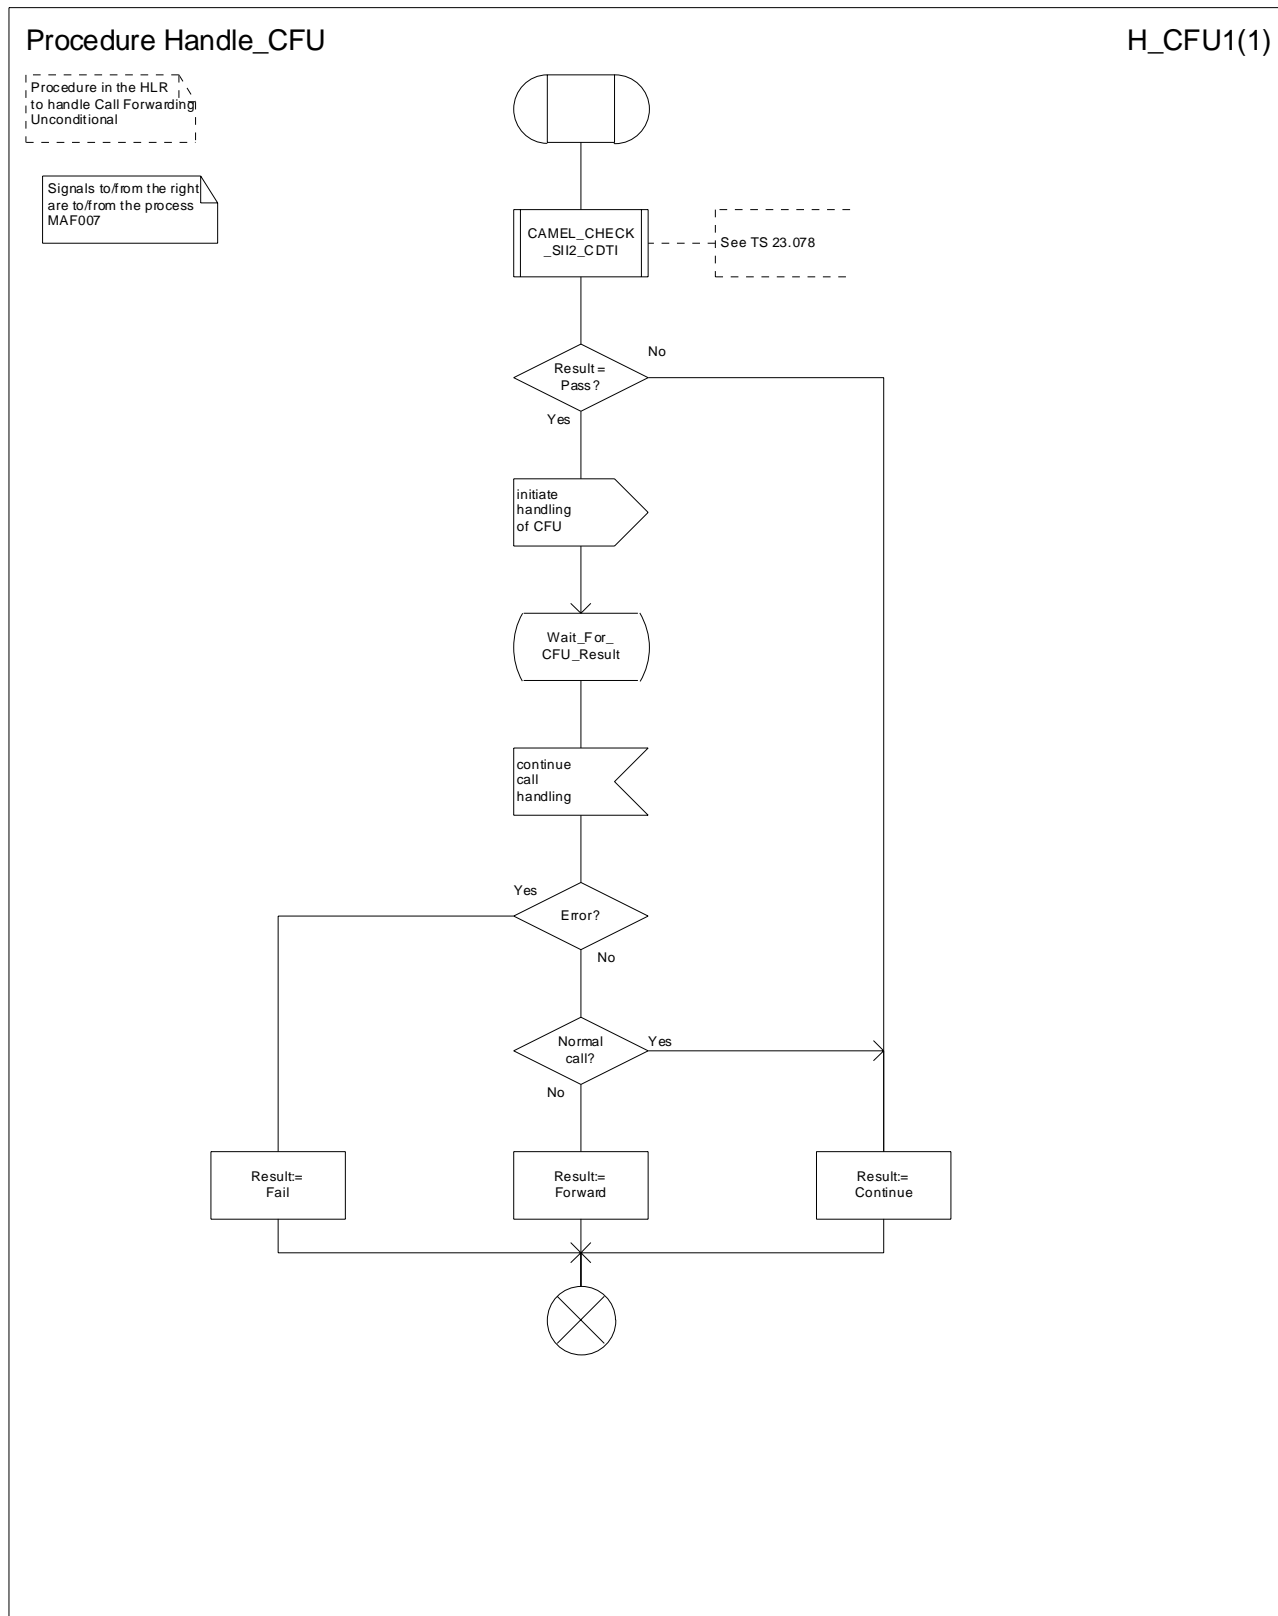 Procedure Handle_CFU
H_CFU1(1)
Procedure in the HLR
to handle Call Forwarding
Unconditional
Signals to/from the right
are to/from the process
MAF007
CAMEL_CHECK
_SII2_CDTI
See TS 23.078
No
Result =
Pass?
Yes
initiate
handling
of CFU
Wait_For_
CFU_Result
continue
call
handling
Yes
Error?
No
Normal
call?
Yes
No
Result:=
Fail
Result:=
Forward
Result:=
Continue